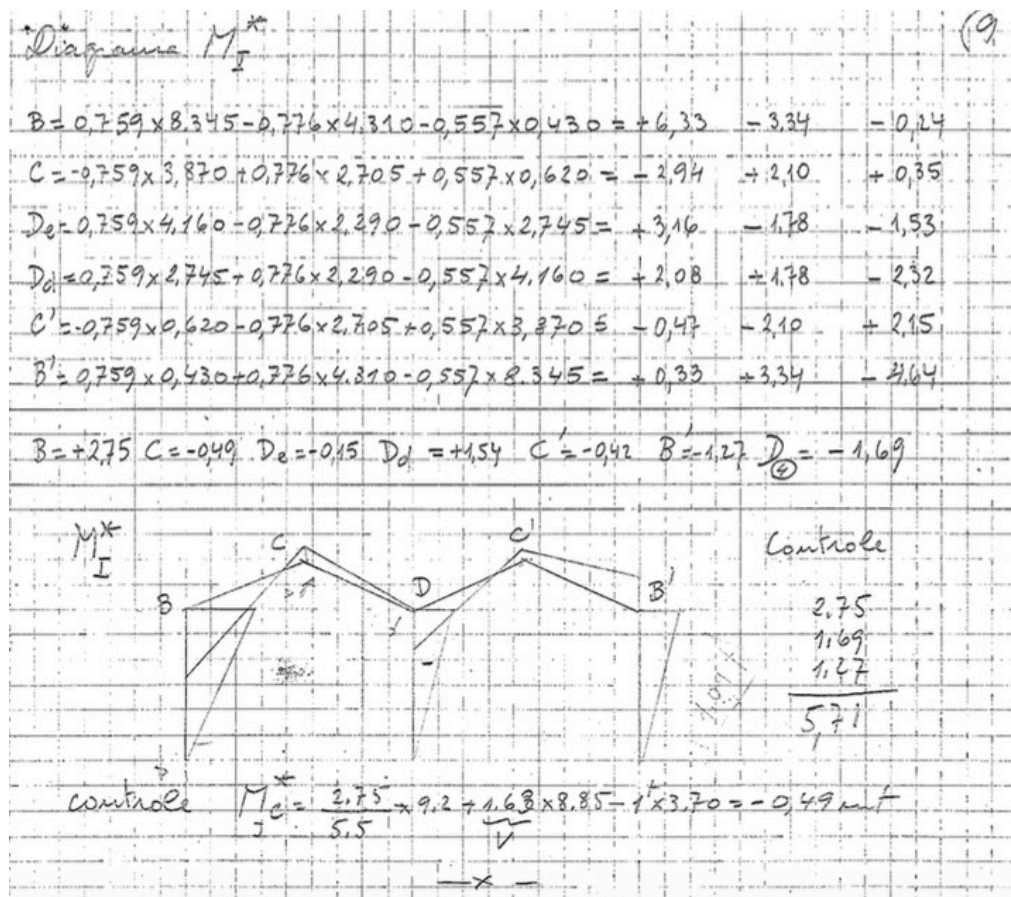 Diagrama M*I
(9
B = 0,759 x 8.345 - 0,776 x 4.310 - 0,557 x 0,430 = + 6,33 - 3,34 - 0,24
C = -0,759 x 3,870 + 0,776 x 2,705 + 0,557 x 0,620 = - 2,94 + 2,10 + 0,35
De = 0,759 x 4,160 - 0,776 x 2,290 - 0,557 x 2,745 = + 3,16 - 1,78 - 1,53
Dd = 0,759 x 2,745 + 0,776 x 2,290 - 0,557 x 4,160 = + 2,08 + 1,78 - 2,32
C' = -0,759 x 0,620 - 0,776 x 2,705 + 0,557 x 3,870 = - 0,47 - 2,10 + 2,15
B' = 0,759 x 0,430 + 0,776 x 4.310 - 0,557 x 8.345 = + 0,33 + 3,34 - 4,64
B = +2,75 C = -0,49 De = -0,15 Dd = +1,54 C' = -0,42 B' = -1,27 D④ = - 1,69
M*I
C
C'
B
D
B'
Controle
2.75
1,69
1,27
5,71
controle M*I C = 2.75/5.5 x 9.2 + 1.63 x 8.85 - 1t x 3.70 = - 0,49 mt
V
— x —